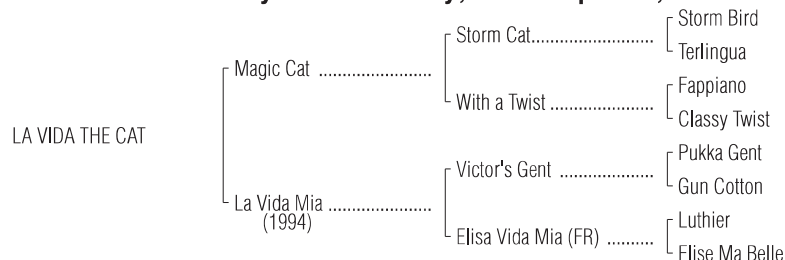 Storm Bird
Storm Cat..............................
Terlingua
Magic Cat ...........................
Fappiano
With a Twist .........................
Classy Twist
LA VIDA THE CAT
Pukka Gent
Victor's Gent ......................
Gun Cotton
La Vida Mia ........................
(1994)
Luthier
Elisa Vida Mia (FR) ..........
Elise Ma Belle